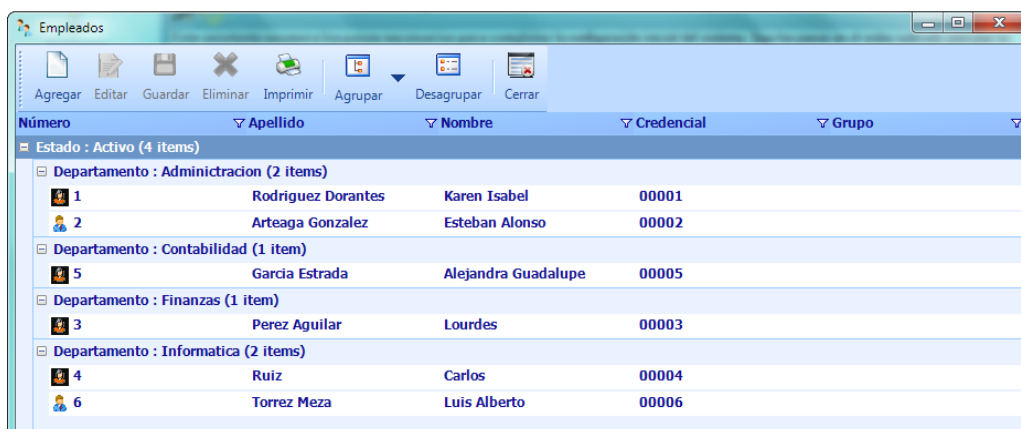 Empleados
Agregar Editar Guardar Eliminar Imprimir Agrupar Desagrupar Cerrar
Número Apellido Nombre Credencial Grupo
Estado : Activo (4 items)
Departamento : Adminictracion (2 items)
1 Rodriguez Dorantes Karen Isabel 00001
2 Arteaga Gonzalez Esteban Alonso 00002
Departamento : Contabilidad (1 item)
5 Garcia Estrada Alejandra Guadalupe 00005
Departamento : Finanzas (1 item)
3 Perez Aguilar Lourdes 00003
Departamento : Informatica (2 items)
4 Ruiz Carlos 00004
6 Torrez Meza Luis Alberto 00006